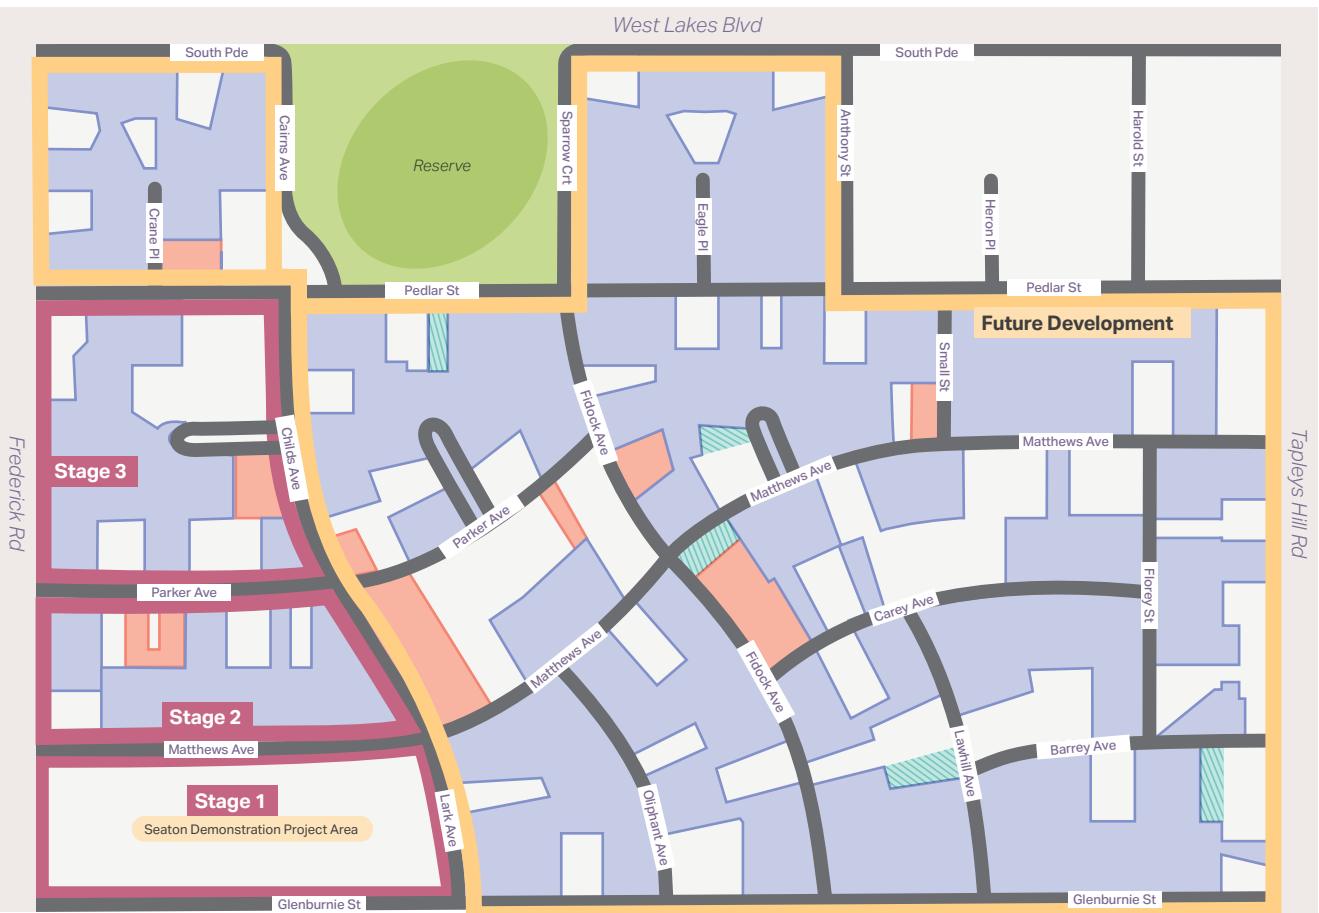 West Lakes Blvd
South Pde
South Pde
Cairns Ave
Sparrow Crt
Anthony St
Harold St
Reserve
Crane Pl
Eagle Pl
Heron Pl
Pedlar St
Pedlar St
Future Development
Small St
Fidock Ave
Childs Ave
Matthews Ave
Frederick Rd
Tapleys Hill Rd
Stage 3
Matthews Ave
Parker Ave
Parker Ave
Florey St
Carey Ave
Matthews Ave
Fidock Ave
Stage 2
Matthews Ave
Barrey Ave
Lawhill Ave
Stage 1
Seaton Demonstration Project Area
Lark Ave
Oliphant Ave
Glenburnie St
Glenburnie St